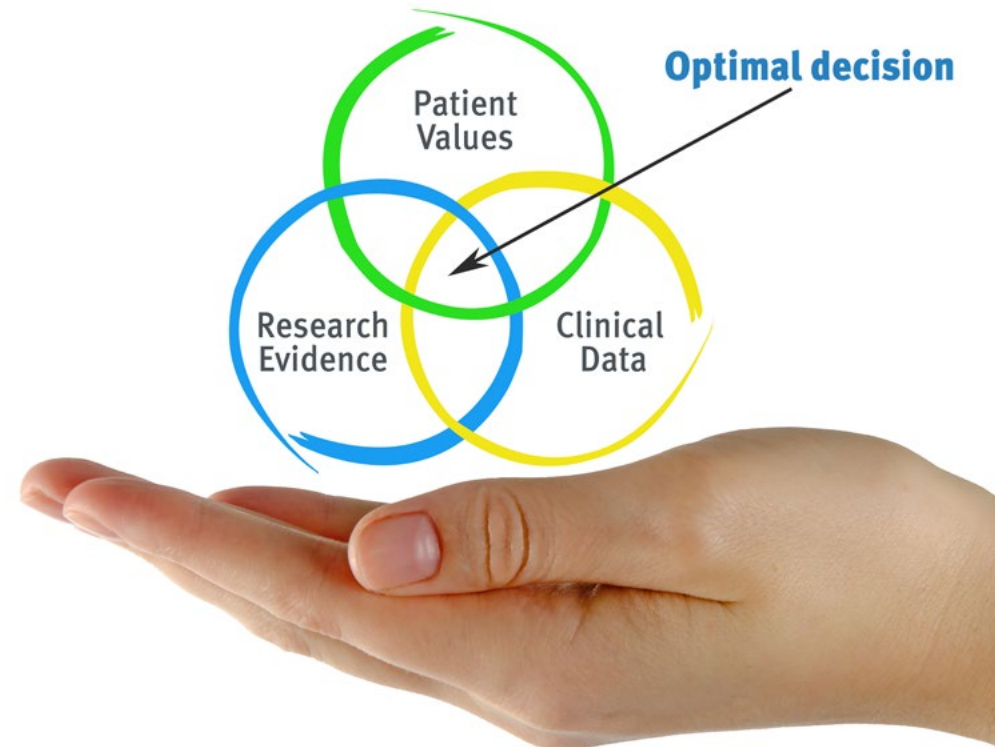 Optimal decision
Patient
Values
Research
Evidence
Clinical
Data